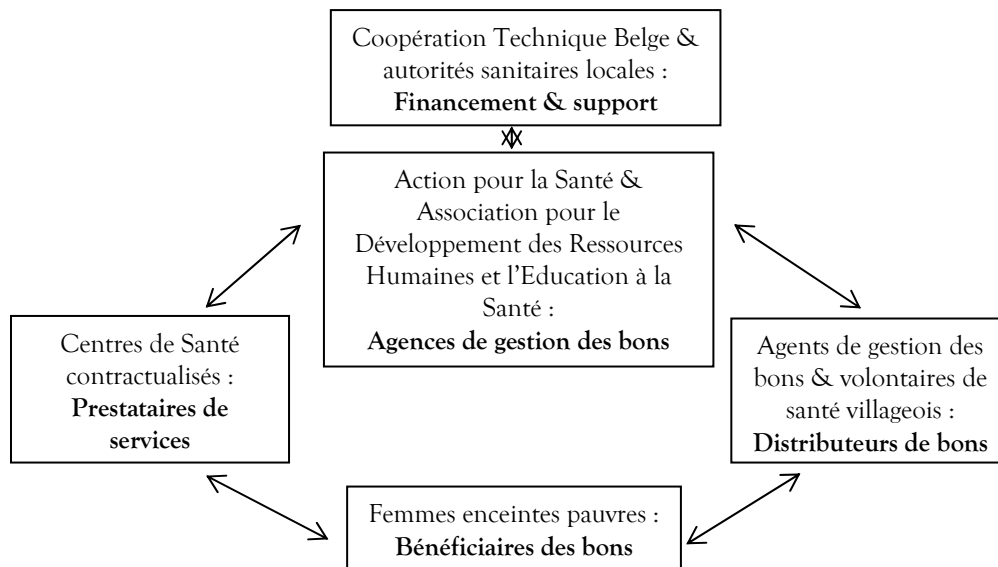 Coopération Technique Belge &
autorités sanitaires locales :
Financement & support
Action pour la Santé &
Association pour le
Développement des Ressources
Humaines et l'Education à la
Santé :
Agences de gestion des bons
Centres de Santé
contractualisés :
Prestataires de
services
Agents de gestion des
bons & volontaires de
santé villageois :
Distributeurs de bons
Femmes enceintes pauvres :
Bénéficiaires des bons